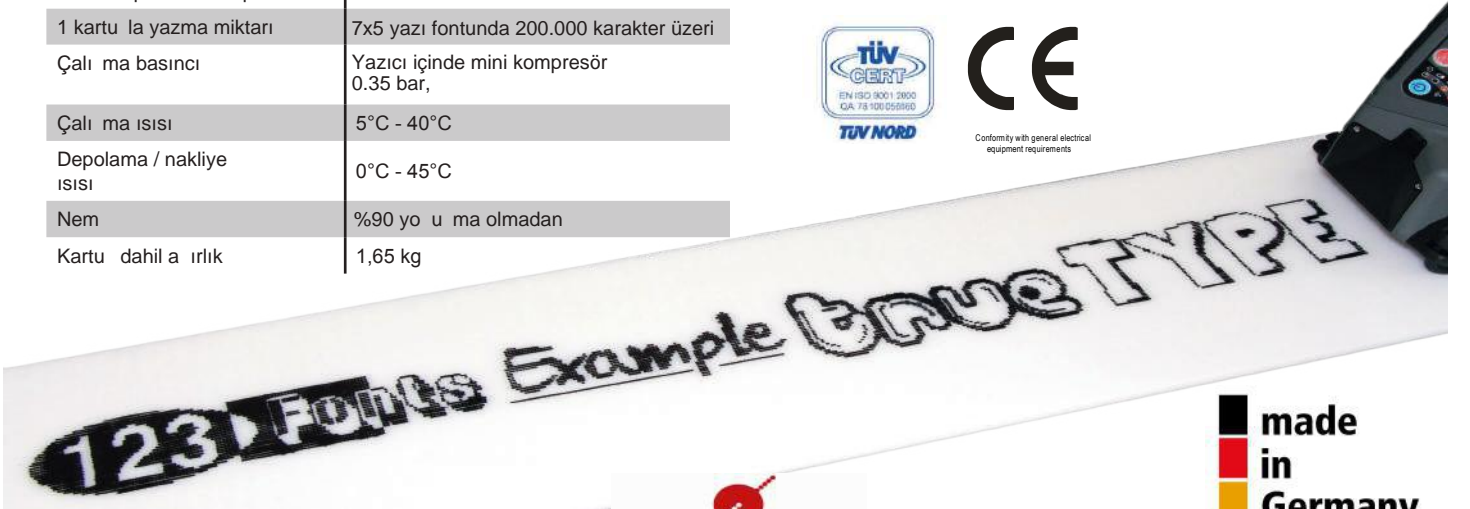 1 kartu la yazma miktarı
7x5 yazı fontunda 200.000 karakter üzeri
Çalı ma basıncı
Yazıcı içinde mini kompresör
0.35 bar,
Çalı ma ısısı
5°C - 40°C
Depolama / nakliye
ısısı
0°C - 45°C
Nem
%90 yo u ma olmadan
Kartu dahil a ırlık
1,65 kg
TÜV
CERT
EN ISO 9001 2000
TÜV NORD
CE
Conformity with general electrical
equipment requirements
123 Fonts Example true TYPE
made
in
Germany